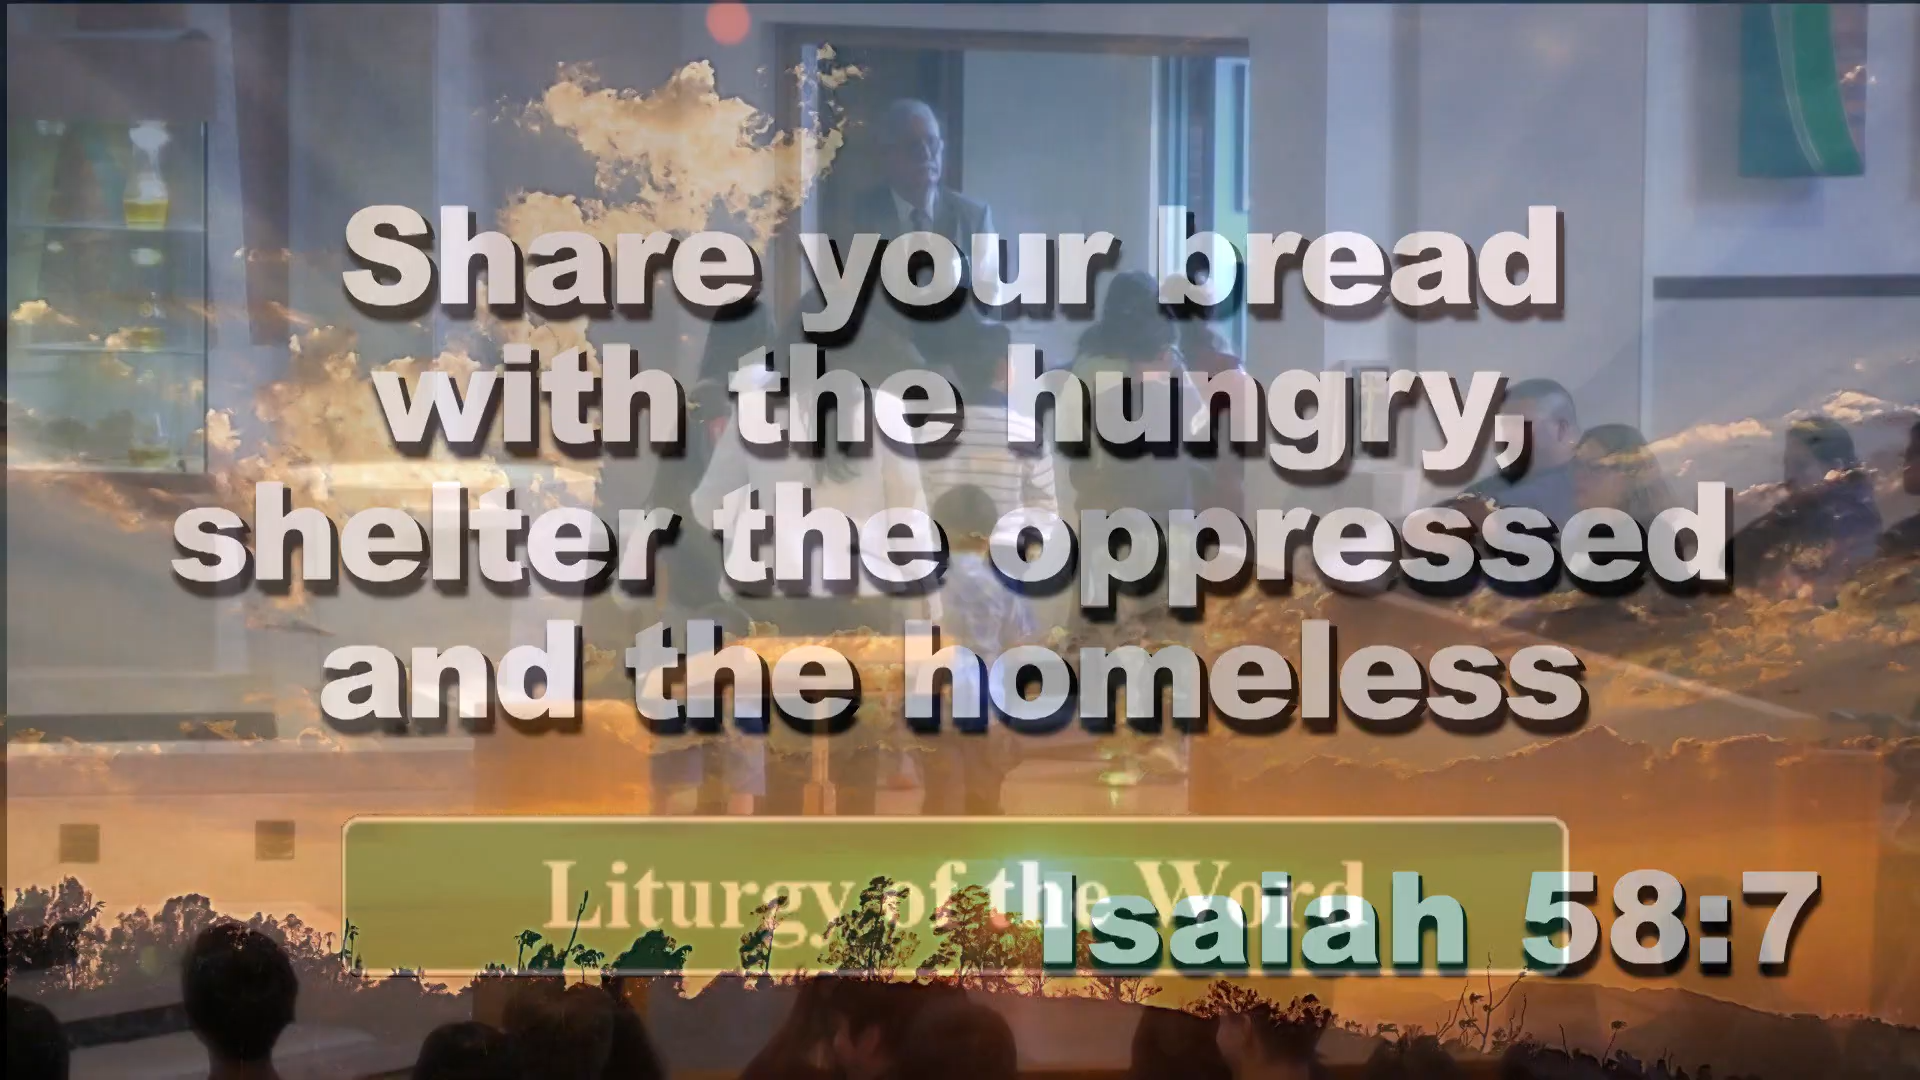 Share your bread
with the hungry,
shelter the oppressed
and the homeless
Liturgy of the Word
Isaiah 58:7